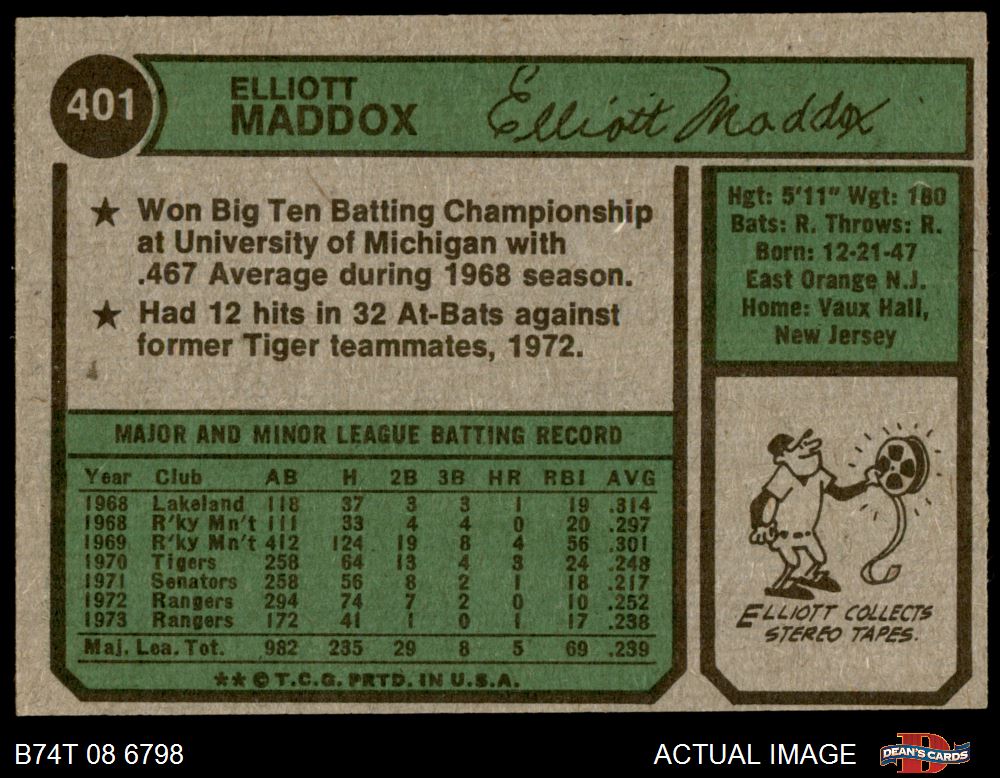 401
ELLIOTT
MADDOX
Elliott Maddox
★ Won Big Ten Batting Championship
at University of Michigan with
.467 Average during 1968 season.
★ Had 12 hits in 32 At-Bats against
former Tiger teammates, 1972.
Hgt: 5'11" Wgt: 180
Bats: R. Throws: R.
Born: 12-21-47
East Orange N.J.
Home: Vaux Hall,
New Jersey
MAJOR AND MINOR LEAGUE BATTING RECORD
Year Club AB H 2B 3B HR RBI AVG
1968 Lakeland 118 37 3 3 1 19 .314
1968 R'ky Mn't 111 33 4 4 0 20 .297
1969 R'ky Mn't 412 124 19 8 4 56 .301
1970 Tigers 258 64 13 4 3 24 .248
1971 Senators 258 56 8 2 1 18 .217
1972 Rangers 294 74 7 2 0 10 .252
1973 Rangers 172 41 1 0 1 17 .238
Maj. Lea. Tot. 982 235 29 8 5 69 .239
** © T.C.G. PRTD. IN U.S.A.
ELLIOTT COLLECTS
STEREO TAPES.
B74T 08 6798
ACTUAL IMAGE
DEAN'S CARDS